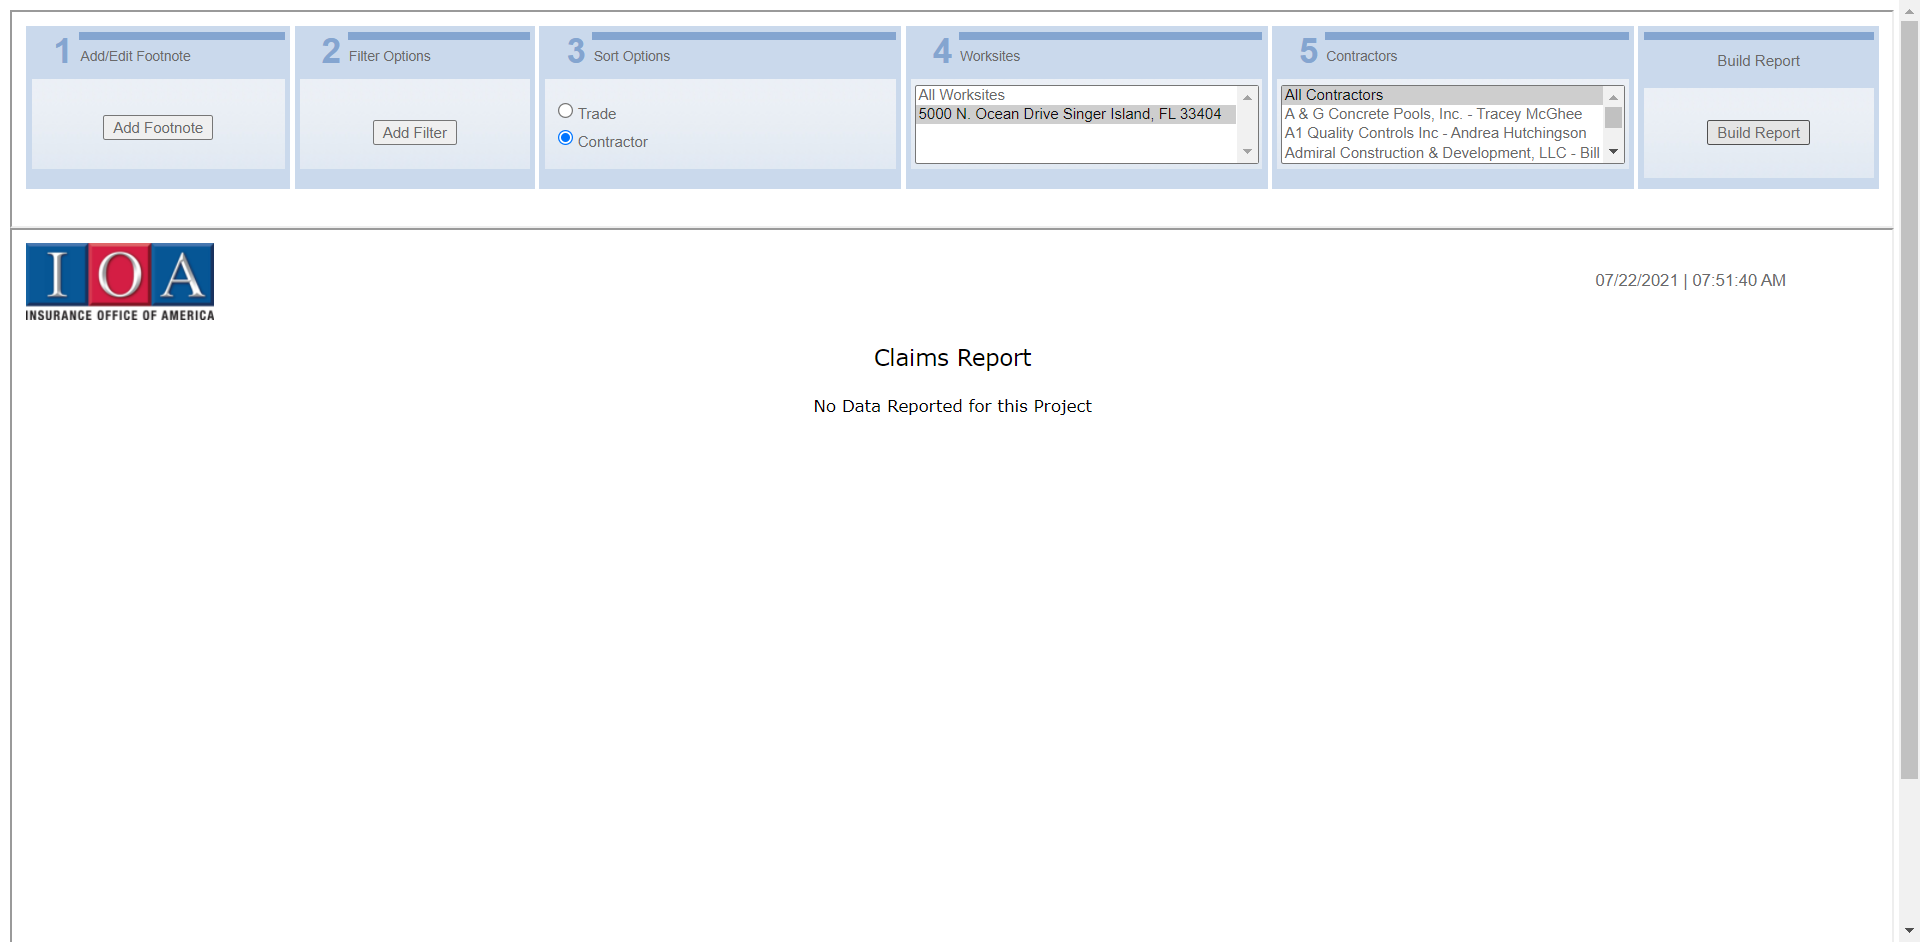 1 Add/Edit Footnote
Add Footnote
2 Filter Options
Add Filter
3 Sort Options
Trade
Contractor
4 Worksites
All Worksites
5000 N. Ocean Drive Singer Island, FL 33404
5 Contractors
All Contractors
A & G Concrete Pools, Inc. - Tracey McGhee
A1 Quality Controls Inc - Andrea Hutchingson
Admiral Construction & Development, LLC - Bill
Build Report
Build Report
IOA
INSURANCE OFFICE OF AMERICA
07/22/2021 | 07:51:40 AM
Claims Report
No Data Reported for this Project